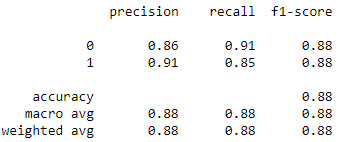 precision recall f1-score
0 0.86 0.91 0.88
1 0.91 0.85 0.88
accuracy 0.88
macro avg 0.88 0.88 0.88
weighted avg 0.88 0.88 0.88